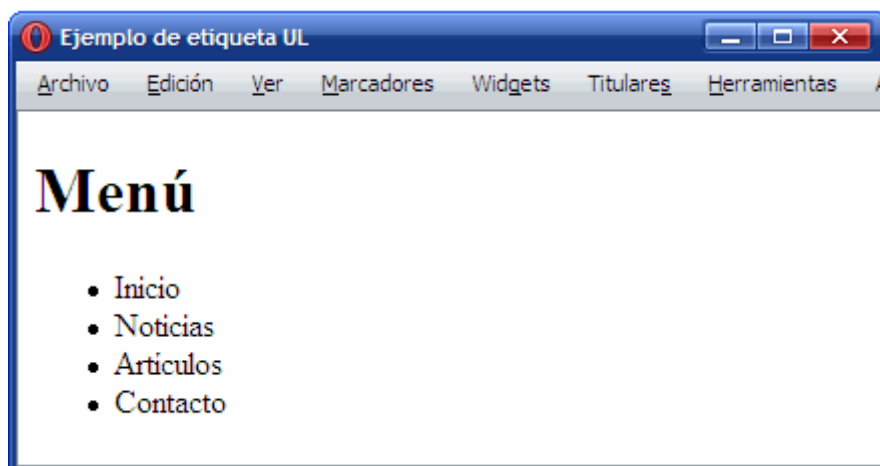 Ejemplo de etiqueta UL
Archivo Edición Ver Marcadores Widgets Titulares Herramientas
Menú
Inicio
Noticias
Artículos
Contacto